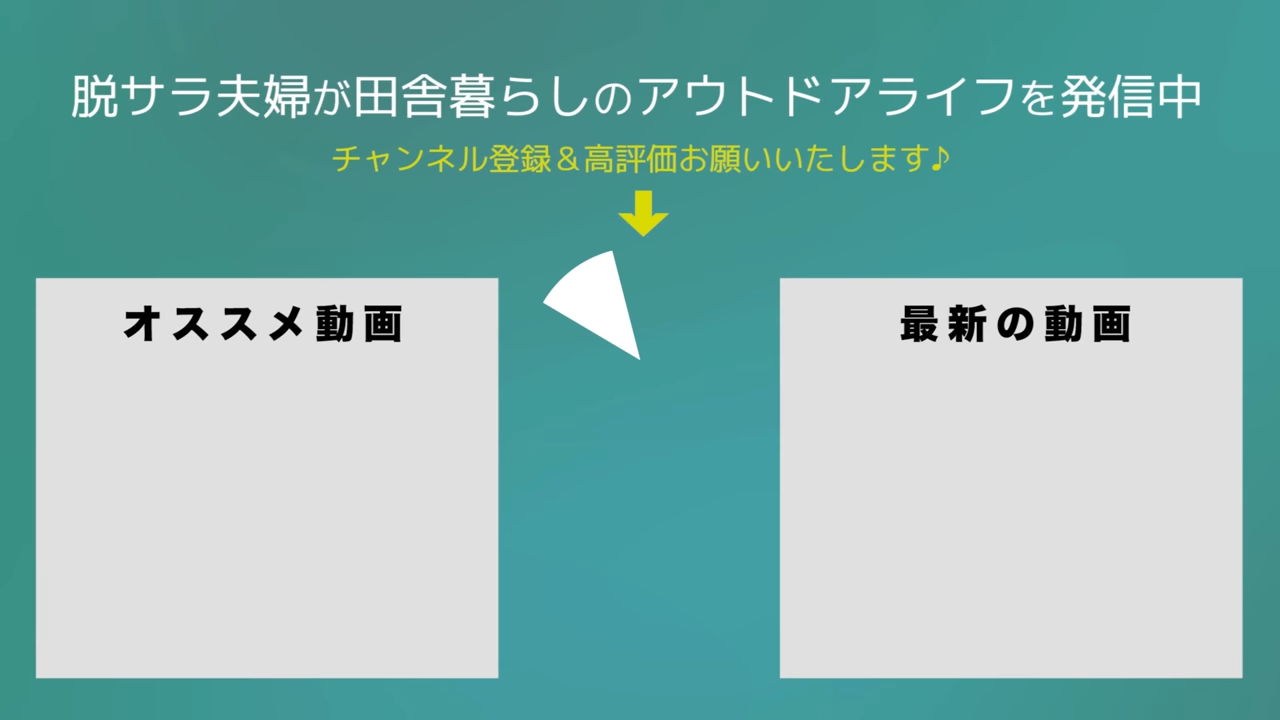 脱サラ夫婦が田舎暮らしのアウトドアライフを発信中
チャンネル登録＆高評価お願いいたします♪
オススメ動画
最新の動画